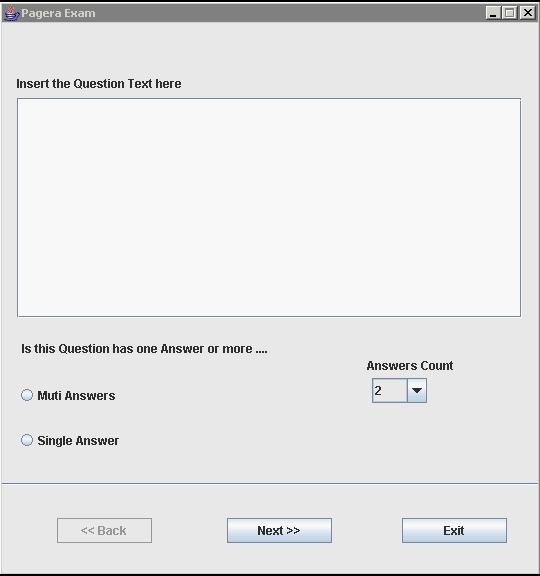 Pagera Exam
Insert the Question Text here
Is this Question has one Answer or more ....
Answers Count
Muti Answers
2
Single Answer
<< Back
Next >>
Exit